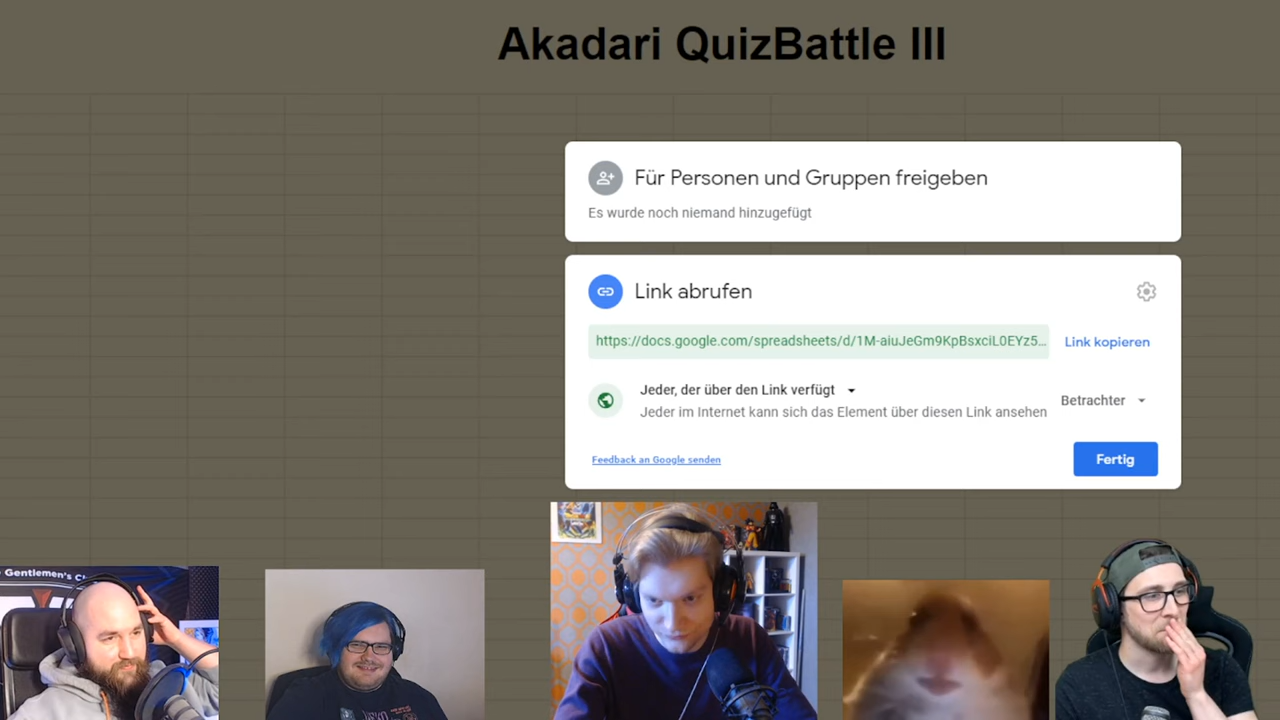 Akadari QuizBattle III
Für Personen und Gruppen freigeben
Es wurde noch niemand hinzugefügt
Link abrufen
https://docs.google.com/spreadsheets/d/1M-aiuJeGm9KpBsxciL0EYz5...
Link kopieren
Jeder, der über den Link verfügt
Jeder im Internet kann sich das Element über diesen Link ansehen
Betrachter
Feedback an Google senden
Fertig
Gentlemen's